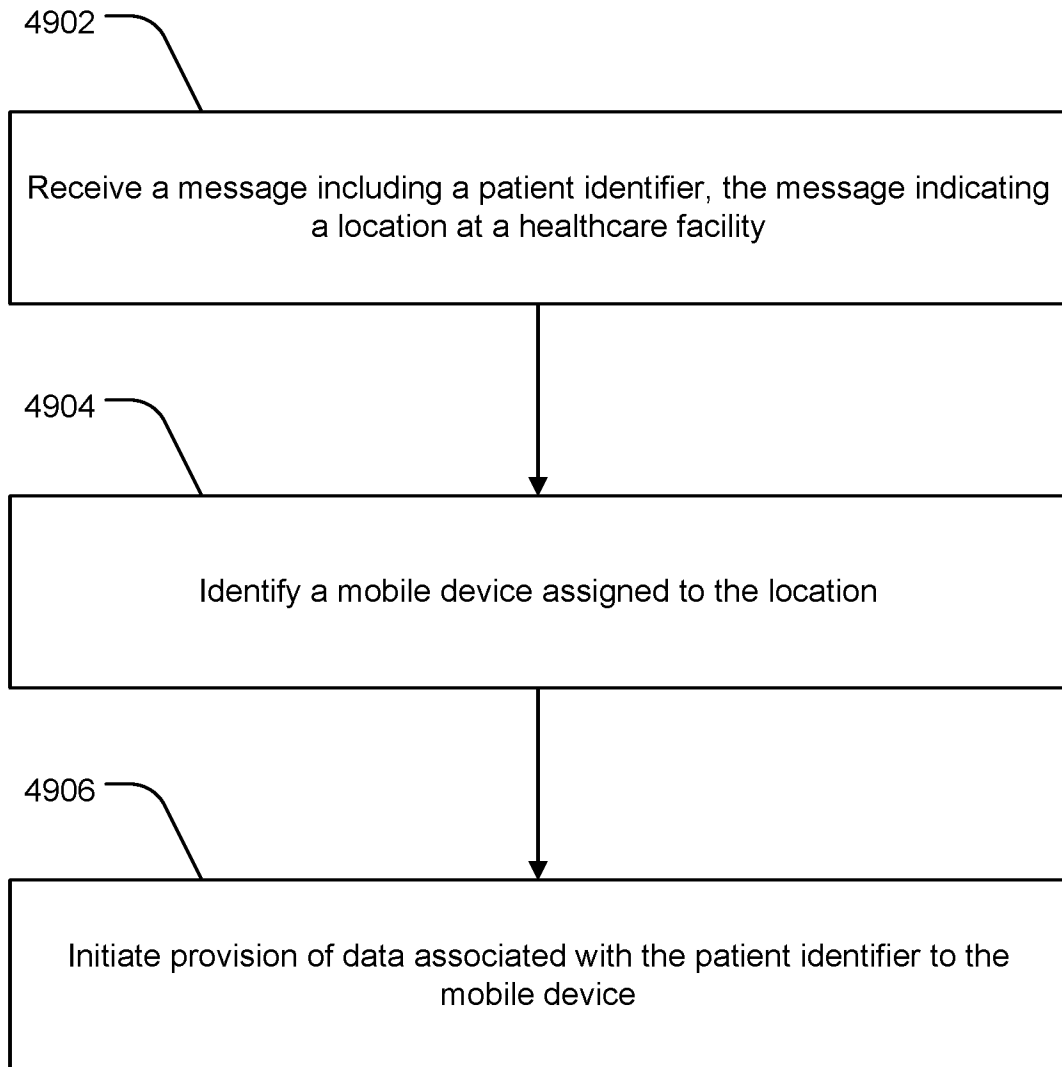 4902
Receive a message including a patient identifier, the message indicating
a location at a healthcare facility
4904
Identify a mobile device assigned to the location
4906
Initiate provision of data associated with the patient identifier to the
mobile device